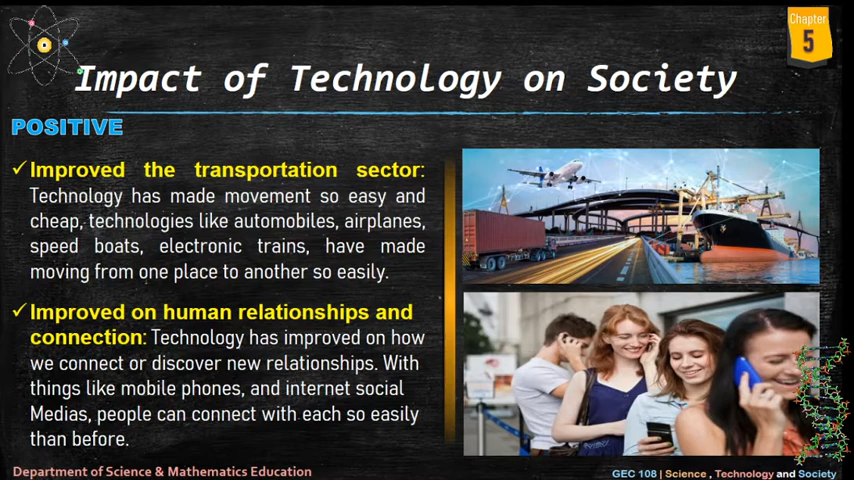 Chapter
5
Impact of Technology on Society
POSITIVE
✓Improved the transportation sector:
Technology has made movement so easy and
cheap, technologies like automobiles, airplanes,
speed boats, electronic trains, have made
moving from one place to another so easily.
✓Improved on human relationships and
connection: Technology has improved on how
we connect or discover new relationships. With
things like mobile phones, and internet social
Medias, people can connect with each so easily
than before.
Department of Science & Mathematics Education
GEC 108 | Science , Technology and Society